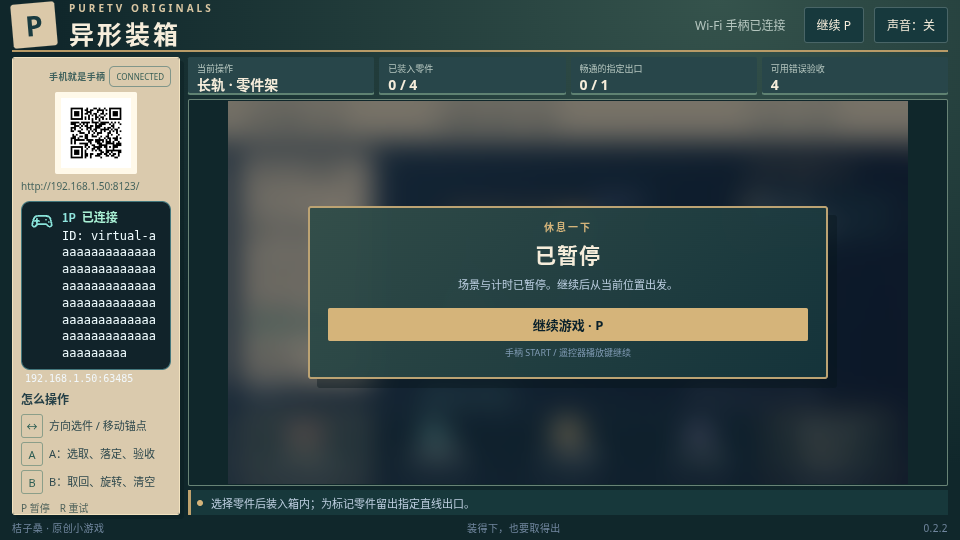 P
PURETV ORIGINALS
异形装箱
Wi-Fi 手柄已连接
继续 P
声音：关
手机就是手柄
CONNECTED
http://192.168.1.50:8123/
1P 已连接
ID: virtual-a
aaaaaaaaaaaaa
aaaaaaaaaaaaa
aaaaaaaaaaaaa
aaaaaaaaaaaaa
aaaaaaaaaaaaa
aaaaaaaaaaaaa
aaaaaaaaa
192.168.1.50:63485
怎么操作
↔ 方向选件 / 移动锚点
A A：选取、落定、验收
B B：取回、旋转、清空
P 暂停 R 重试
当前操作
长轨 · 零件架
已装入零件
0 / 4
畅通的指定出口
0 / 1
可用错误验收
4
休息一下
已暂停
场景与计时已暂停。继续后从当前位置出发。
继续游戏 · P
手柄 START / 遥控器播放键继续
选择零件后装入箱内；为标记零件留出指定直线出口。
桔子桑 · 原创小游戏
装得下，也要取得出
0.2.2